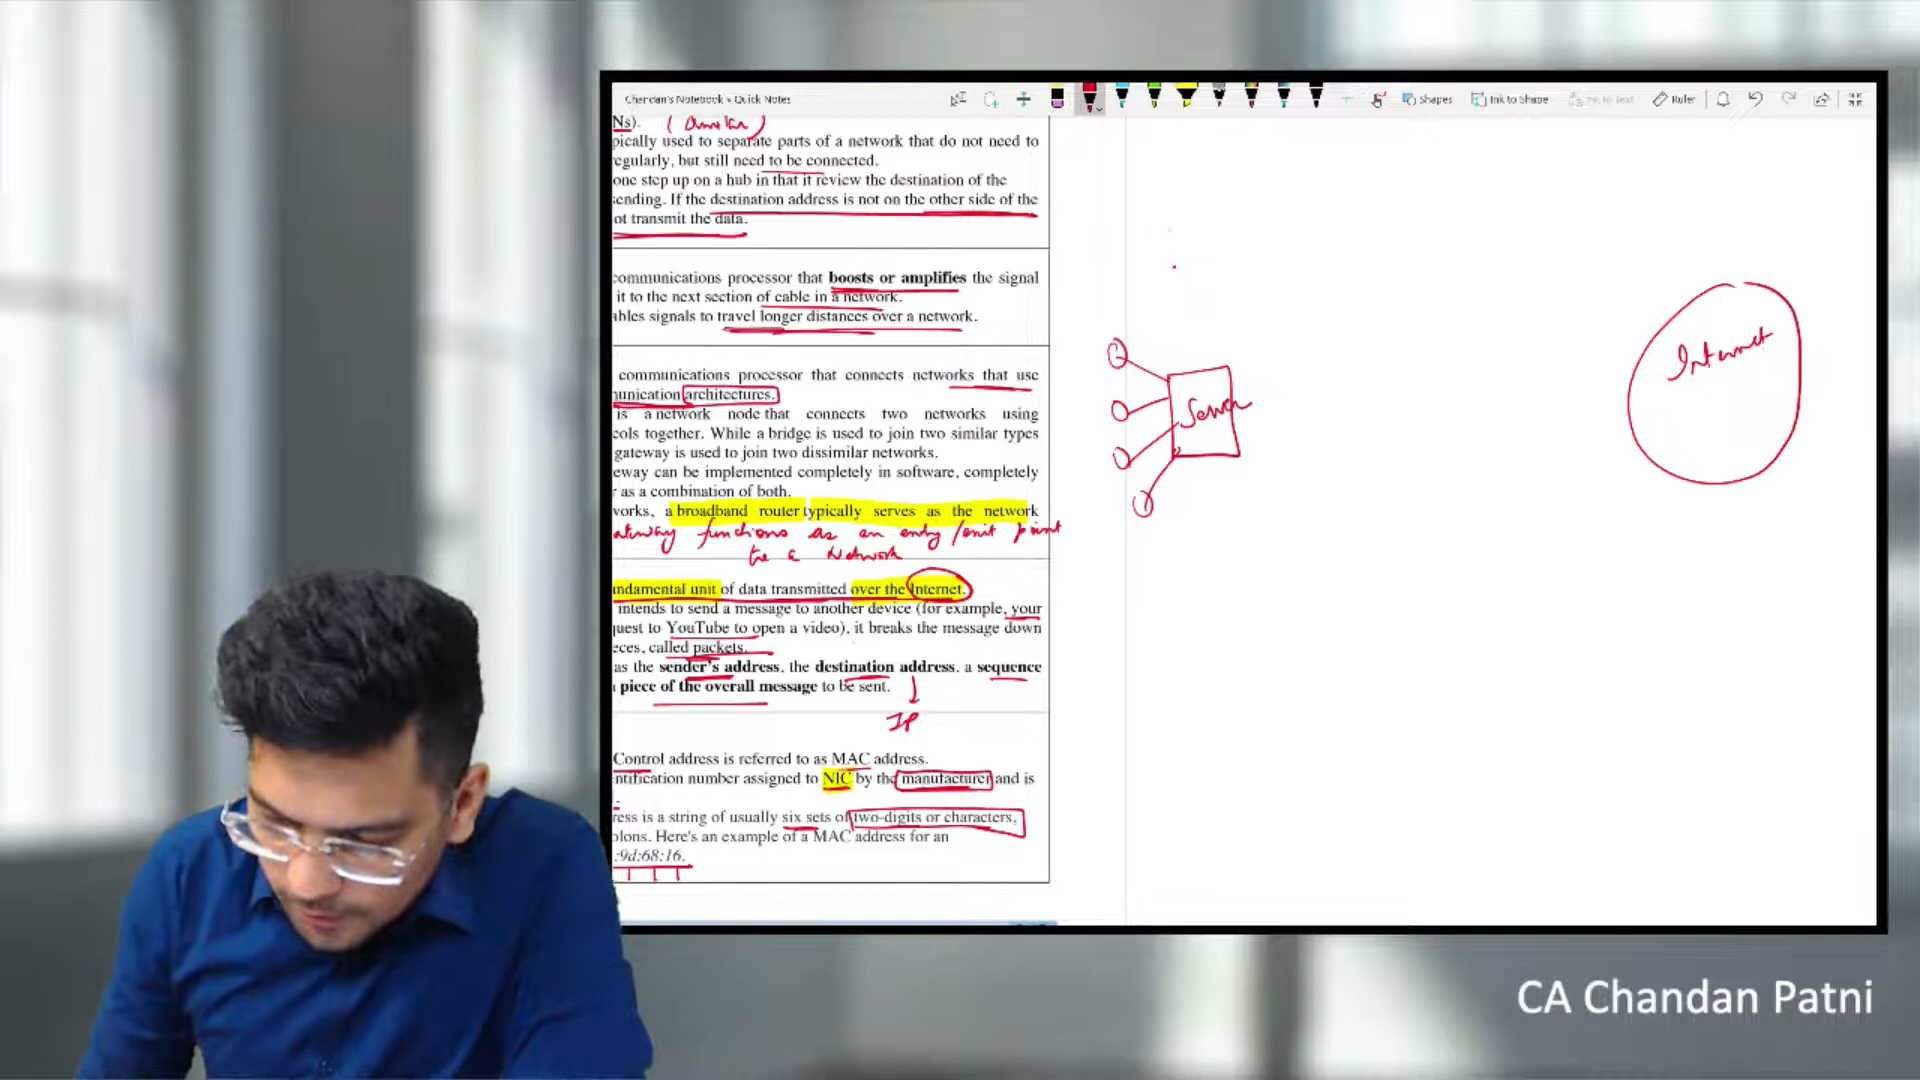 Chandan's Notebook » Quick Notes
Shapes
Ink to Shape
Ink to Text
Ruler
Ns). (Similar)
pically used to separate parts of a network that do not need to
egularly, but still need to be connected.
one step up on a hub in that it review the destination of the
ending. If the destination address is not on the other side of the
ot transmit the data.
communications processor that boosts or amplifies the signal
it to the next section of cable in a network.
ables signals to travel longer distances over a network.
communications processor that connects networks that use
unication architectures.
is a network node that connects two networks using
cols together. While a bridge is used to join two similar types
gateway is used to join two dissimilar networks.
eway can be implemented completely in software, completely
r as a combination of both.
vorks, a broadband router typically serves as the network
ateway functions as an entry/exit point
to a Network
ndamental unit of data transmitted over the Internet.
intends to send a message to another device (for example, your
quest to YouTube to open a video), it breaks the message down
eces, called packets.
as the sender's address, the destination address, a sequence
piece of the overall message to be sent.
IP
Control address is referred to as MAC address.
ntification number assigned to NIC by the manufacturer and is
ress is a string of usually six sets of two-digits or characters,
olons. Here's an example of a MAC address for an
:9d:68:16.
Server
Internet
CA Chandan Patni